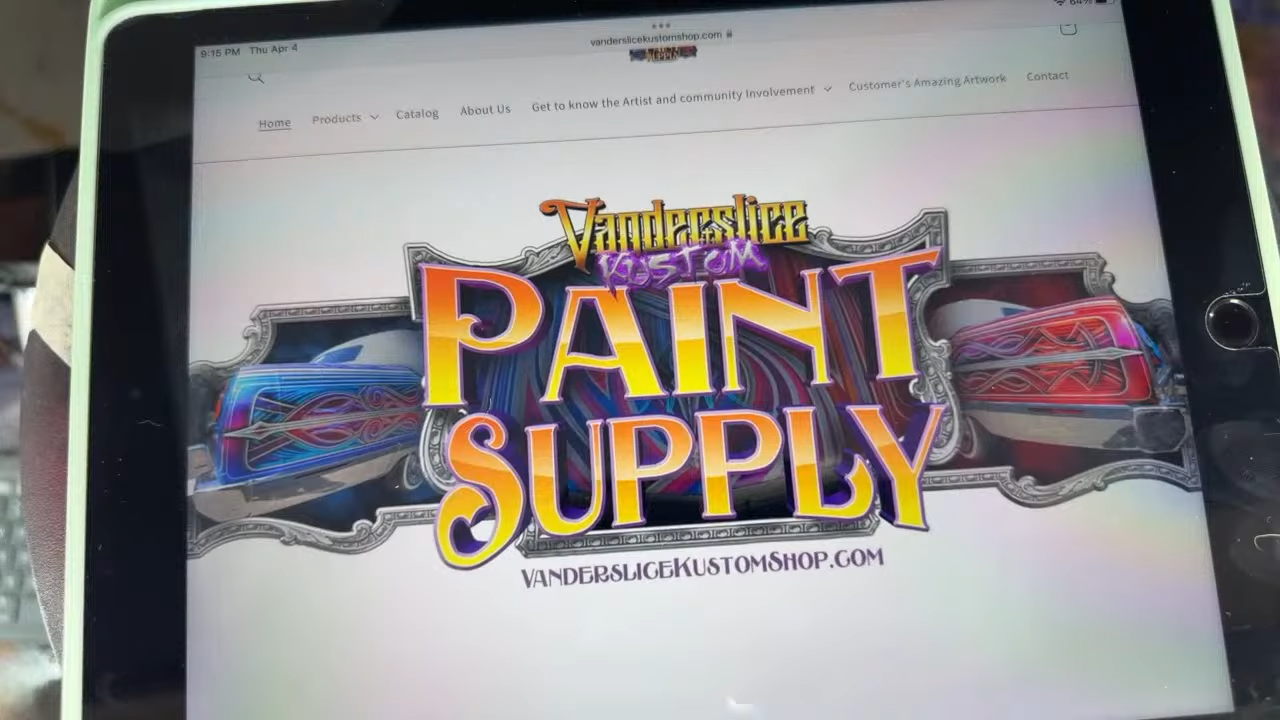 9:15 PM Thu Apr 4
vanderslicekustomshop.com
64%
Home Products Catalog About Us Get to know the Artist and community Involvement Customer's Amazing Artwork Contact
Vanderslice
KUSTOM
PAINT
SUPPLY
VANDERSLICEKUSTOMSHOP.COM